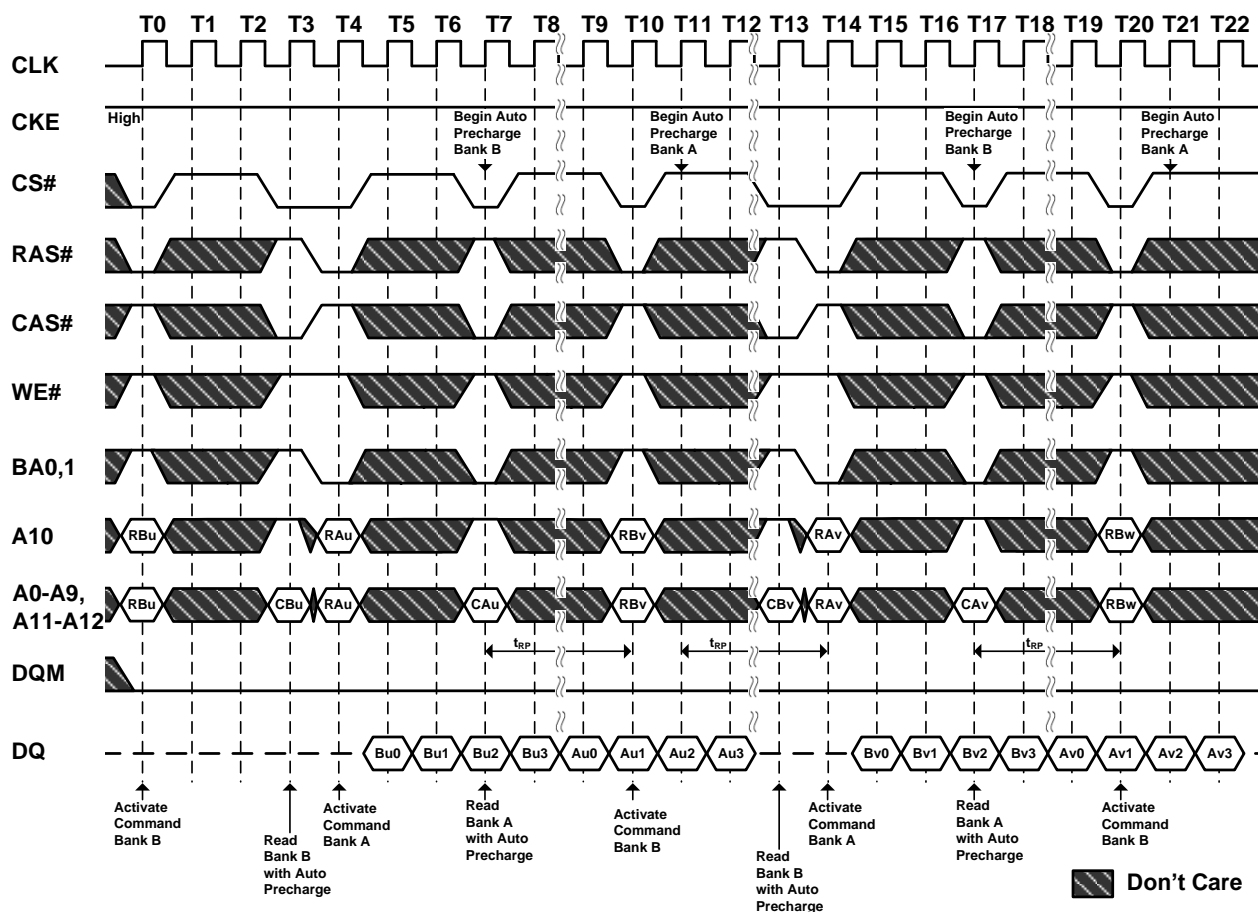 T0 T1 T2 T3 T4 T5 T6 T7 T8 T9 T10 T11 T12 T13 T14 T15 T16 T17 T18 T19 T20 T21 T22
CLK
CKE
High
Begin Auto
Precharge
Bank B
Begin Auto
Precharge
Bank A
Begin Auto
Precharge
Bank B
Begin Auto
Precharge
Bank A
CS#
RAS#
CAS#
WE#
BA0,1
A10
RBu RAu RBv RAv RBw
A0-A9,
A11-A12
RBu CBu RAu CAu RBv CBv RAv CAv RBw
tRP tRP tRP
DQM
DQ
Bu0 Bu1 Bu2 Bu3 Au0 Au1 Au2 Au3 Bv0 Bv1 Bv2 Bv3 Av0 Av1 Av2 Av3
Activate
Command
Bank B
Read
Bank B
with Auto
Precharge
Activate
Command
Bank A
Read
Bank A
with Auto
Precharge
Activate
Command
Bank B
Read
Bank B
with Auto
Precharge
Activate
Command
Bank A
Read
Bank A
with Auto
Precharge
Activate
Command
Bank B
Don't Care